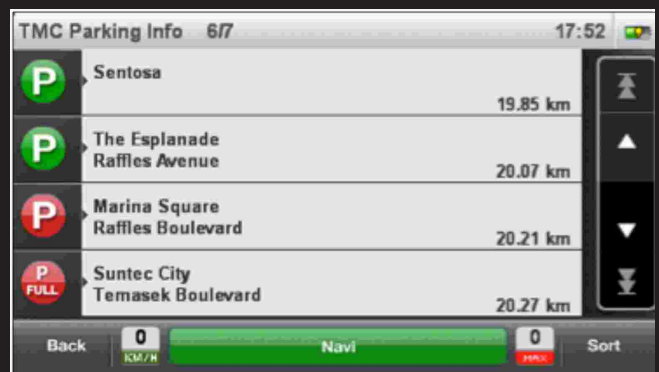 TMC Parking Info 6/7 17:52
P
Sentosa
19.85 km
P
The Esplanade
Raffles Avenue
20.07 km
P
Marina Square
Raffles Boulevard
20.21 km
P
FULL
Suntec City
Temasek Boulevard
20.27 km
Back 0 KM/H Navi 0 MAX Sort